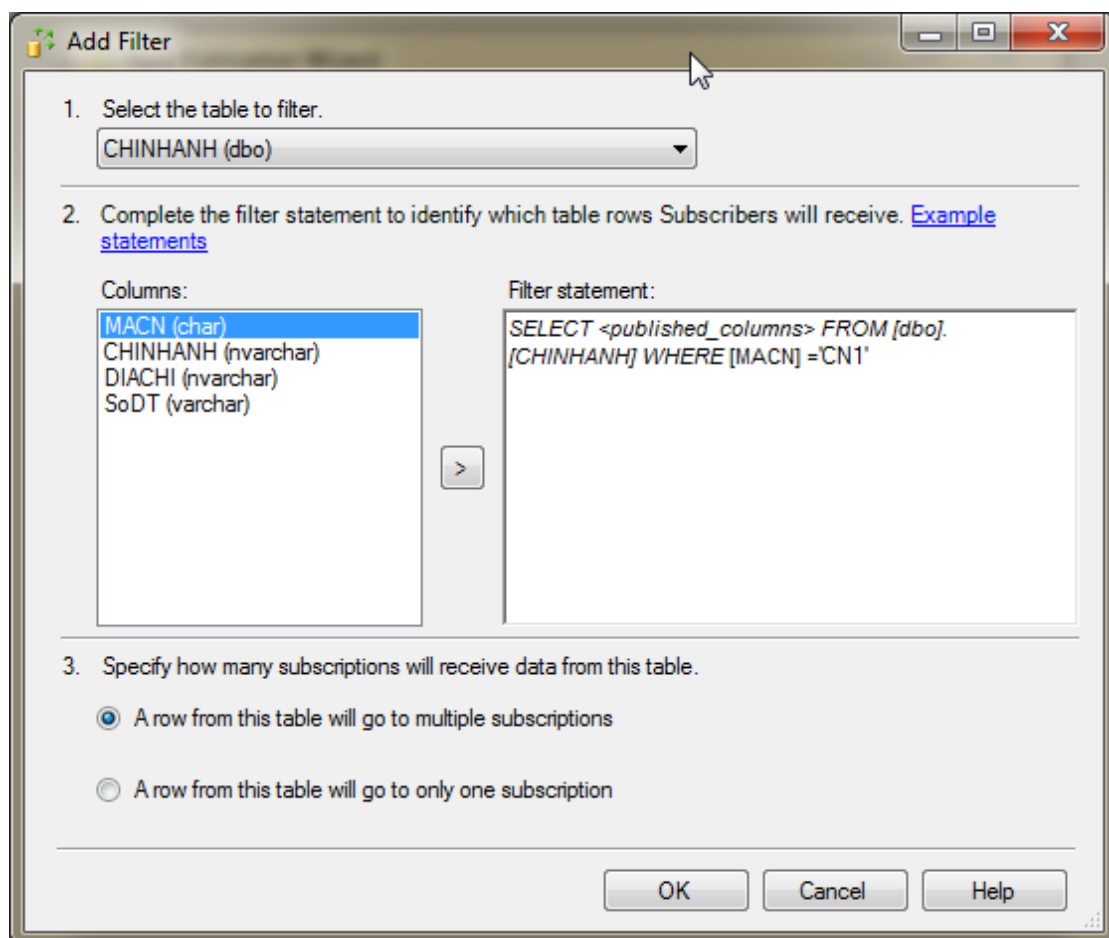 Add Filter
1. Select the table to filter.
CHINHANH (dbo)
2. Complete the filter statement to identify which table rows Subscribers will receive. Example
statements
Columns:
MACN (char)
CHINHANH (nvarchar)
DIACHI (nvarchar)
SoDT (varchar)
>
Filter statement:
SELECT <published_columns> FROM [dbo].
[CHINHANH] WHERE [MACN] ='CN1'
3. Specify how many subscriptions will receive data from this table.
A row from this table will go to multiple subscriptions
A row from this table will go to only one subscription
OK
Cancel
Help